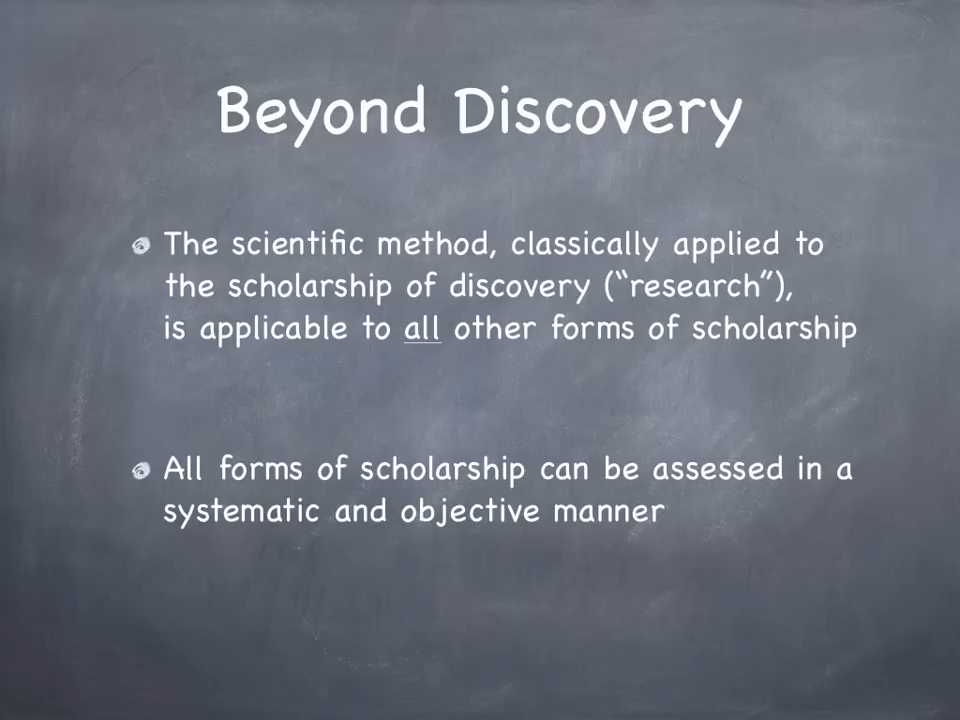 Beyond Discovery
The scientific method, classically applied to
the scholarship of discovery (“research”),
is applicable to all other forms of scholarship
All forms of scholarship can be assessed in a
systematic and objective manner